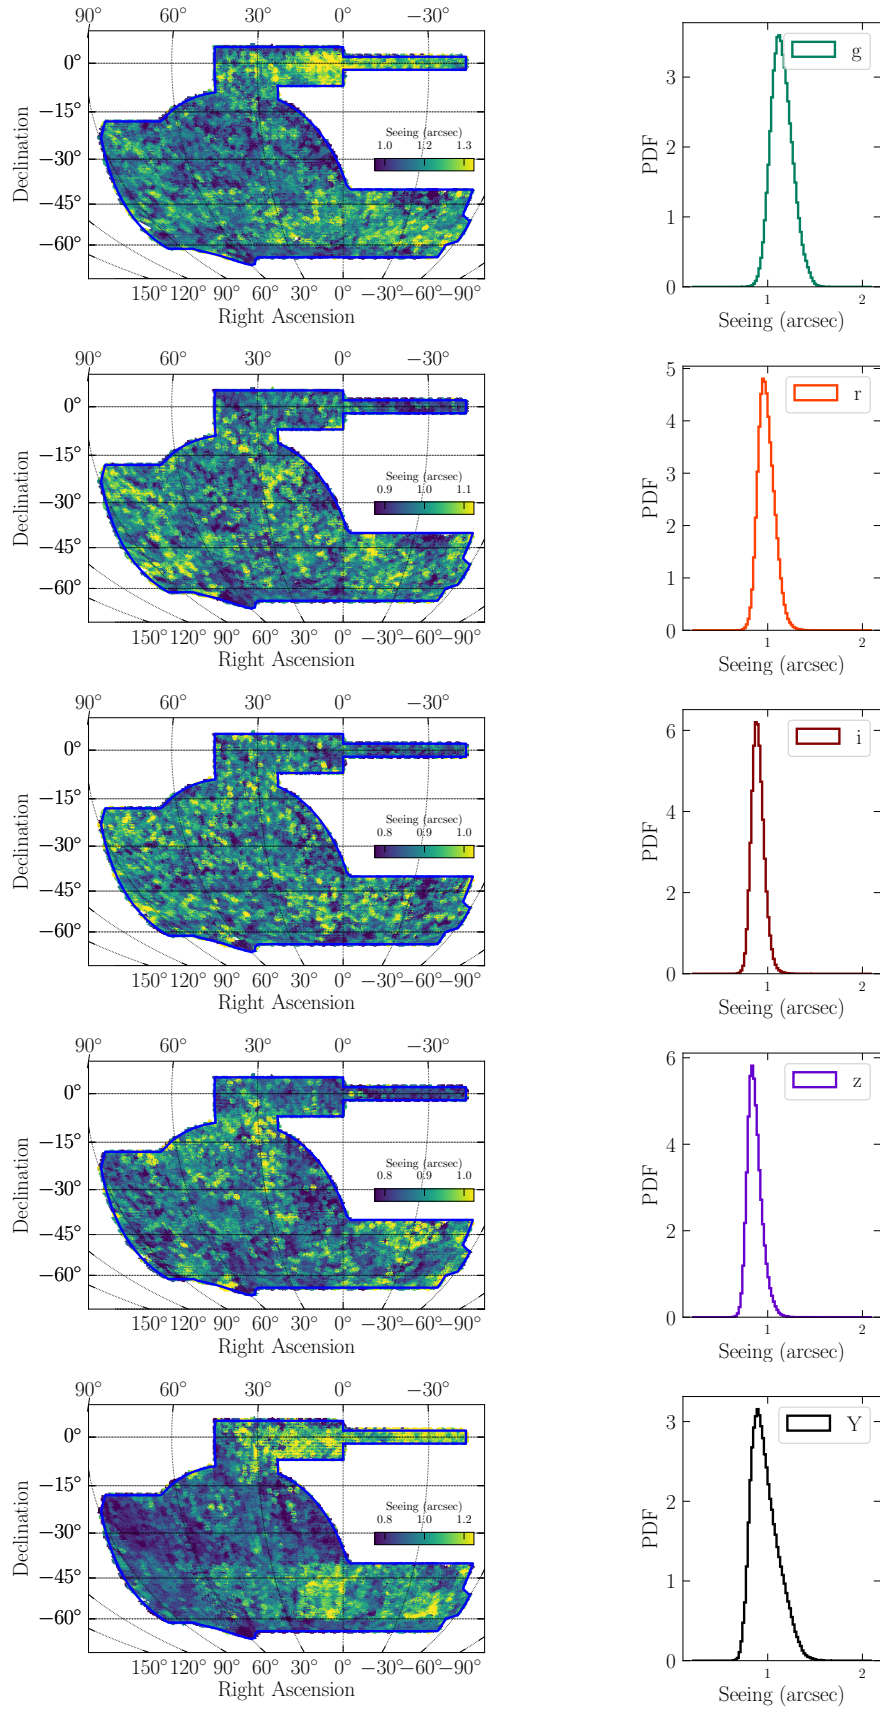 90° 60° 30° 0° −30°
0°
−15°
−30°
−45°
−60°
Declination
Seeing (arcsec)
1.0 1.2 1.3
150° 120° 90° 60° 30° 0° −30° −60° −90°
Right Ascension
3
2
1
0
PDF
g
1 2
Seeing (arcsec)
90° 60° 30° 0° −30°
0°
−15°
−30°
−45°
−60°
Declination
Seeing (arcsec)
0.9 1.0 1.1
150° 120° 90° 60° 30° 0° −30° −60° −90°
Right Ascension
5
4
3
2
1
0
PDF
r
1 2
Seeing (arcsec)
90° 60° 30° 0° −30°
0°
−15°
−30°
−45°
−60°
Declination
Seeing (arcsec)
0.8 0.9 1.0
150° 120° 90° 60° 30° 0° −30° −60° −90°
Right Ascension
6
4
2
0
PDF
i
1 2
Seeing (arcsec)
90° 60° 30° 0° −30°
0°
−15°
−30°
−45°
−60°
Declination
Seeing (arcsec)
0.8 0.9 1.0
150° 120° 90° 60° 30° 0° −30° −60° −90°
Right Ascension
6
4
2
0
PDF
z
1 2
Seeing (arcsec)
90° 60° 30° 0° −30°
0°
−15°
−30°
−45°
−60°
Declination
Seeing (arcsec)
0.8 1.0 1.2
150° 120° 90° 60° 30° 0° −30° −60° −90°
Right Ascension
3
2
1
0
PDF
Y
1 2
Seeing (arcsec)